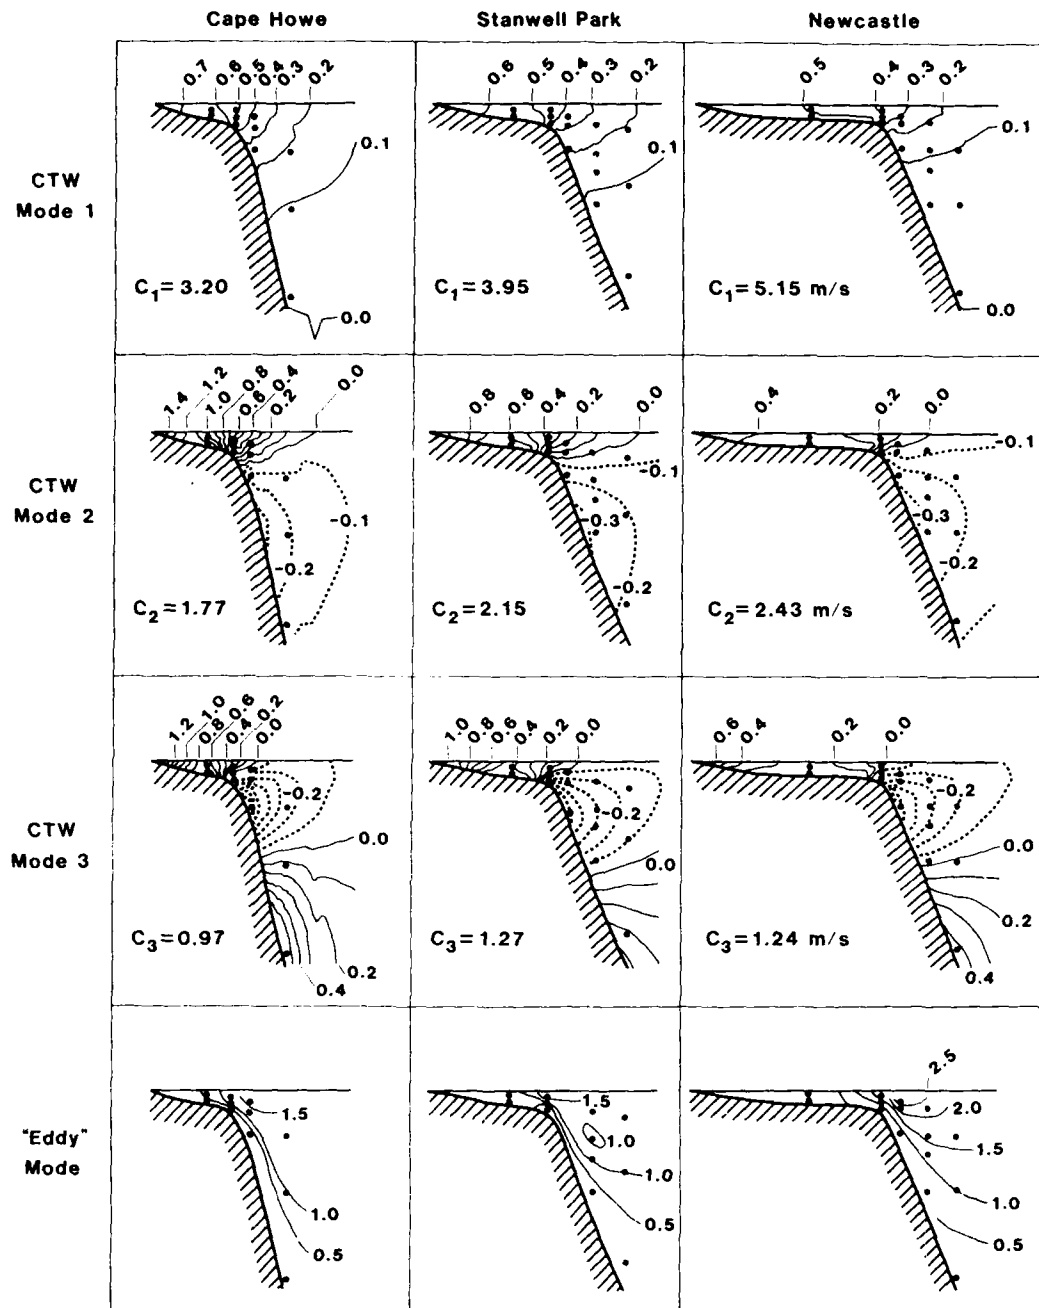 Cape Howe Stanwell Park Newcastle
CTW
Mode 1
0.7 0.6 0.5 0.4 0.3 0.2
0.1
C1=3.20
0.0
0.6 0.5 0.4 0.3 0.2
0.1
C1=3.95
0.5 0.4 0.3 0.2
0.1
C1=5.15 m/s
0.0
CTW
Mode 2
1.4 1.2 1.0 0.8 0.6 0.4 0.2 0.0
-0.1
-0.2
C2=1.77
0.8 0.6 0.4 0.2 0.0
-0.1
-0.3
-0.2
C2=2.15
0.4 0.2 0.0
-0.1
-0.3
-0.2
C2=2.43 m/s
CTW
Mode 3
1.2 1.0 0.8 0.6 0.4 0.2 0.0
-0.2
0.0
C3=0.97
0.2
0.4
1.0 0.8 0.6 0.4 0.2 0.0
-0.2
0.0
C3=1.27
0.6 0.4 0.2 0.0
-0.2
0.0
0.2
C3=1.24 m/s
0.4
"Eddy"
Mode
1.5
1.0
0.5
1.5
1.0
1.0
0.5
2.5
2.0
1.5
1.0
0.5